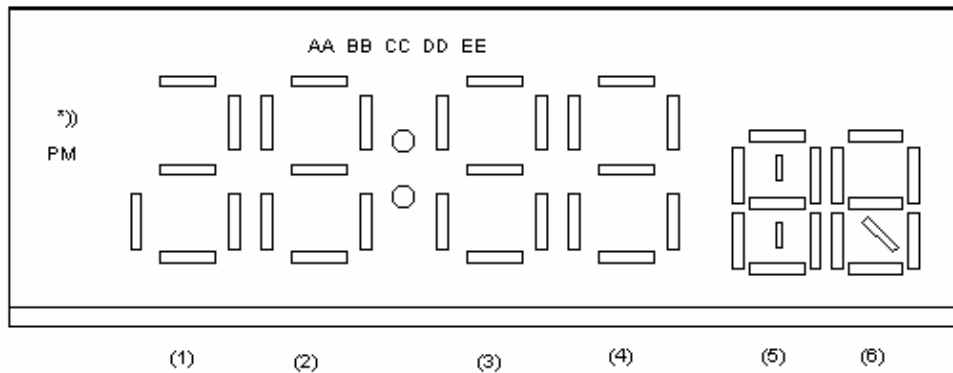 AA BB CC DD EE
*))
PM
(1) (2) (3) (4) (5) (6)